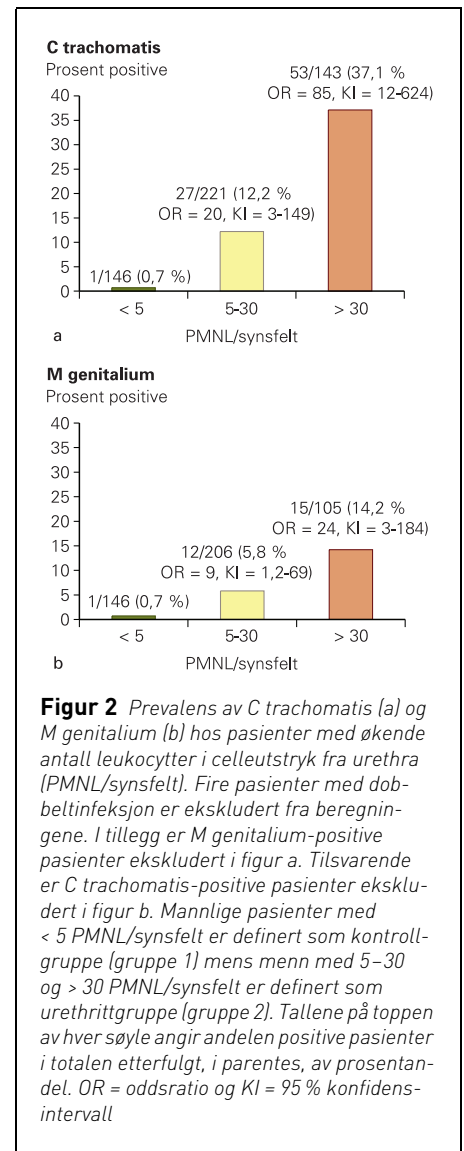 C trachomatis
Prosent positive
53/143 (37,1 %
OR = 85, KI = 12-624)
40
35
30
25
20
15
10
5
0
27/221 (12,2 %
OR = 20, KI = 3-149)
1/146 (0,7 %)
< 5
5-30
> 30
a
PMNL/synsfelt
M genitalium
Prosent positive
40
35
30
25
20
15
10
5
0
15/105 (14,2 %
OR = 24, KI = 3-184)
12/206 (5,8 %
OR = 9, KI = 1,2-69)
1/146 (0,7 %)
< 5
5-30
> 30
b
PMNL/synsfelt
Figur 2 Prevalens av C trachomatis (a) og
M genitalium (b) hos pasienter med økende
antall leukocytter i celleutstryk fra urethra
(PMNL/synsfelt). Fire pasienter med dob-
beltinfeksjon er ekskludert fra beregnin-
gene. I tillegg er M genitalium-positive
pasienter ekskludert i figur a. Tilsvarende
er C trachomatis-positive pasienter eksklu-
dert i figur b. Mannlige pasienter med
< 5 PMNL/synsfelt er definert som kontroll-
gruppe (gruppe 1) mens menn med 5–30
og > 30 PMNL/synsfelt er definert som
urethrittgruppe (gruppe 2). Tallene på toppen
av hver søyle angir andelen positive pasienter
i totalen etterfulgt, i parentes, av prosentan-
del. OR = oddsratio og KI = 95 % konfidens-
intervall